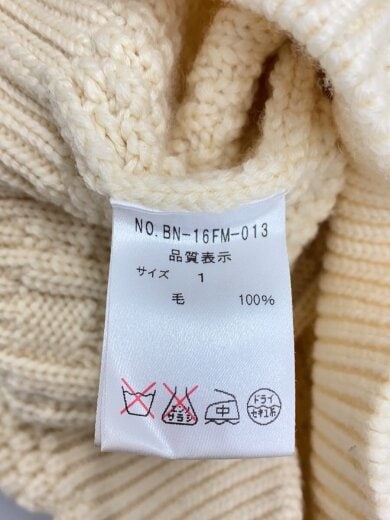 NO.BN-16FM-013
品質表示
サイズ 1
毛 100%
エンソ サラシ 中 ドライ セキユ系